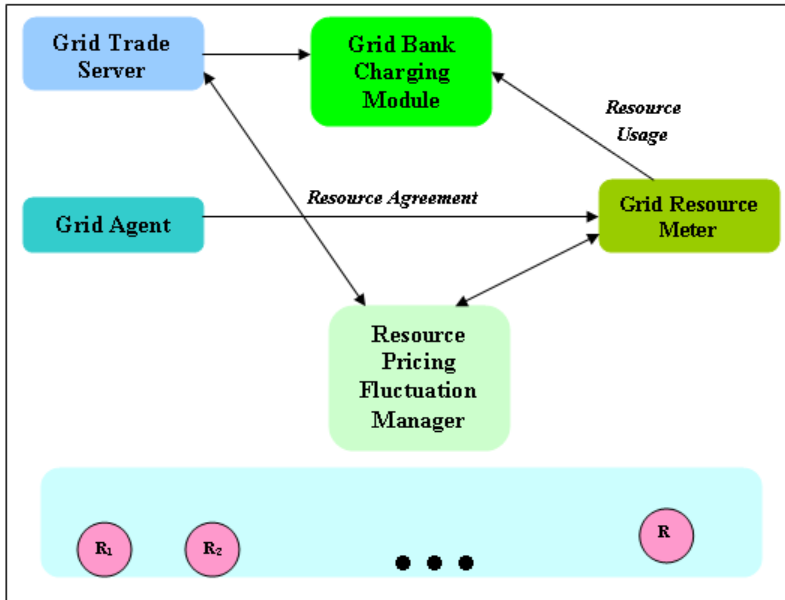 Grid Trade
Server
Grid Bank
Charging
Module
Resource
Usage
Resource Agreement
Grid Agent
Grid Resource
Meter
Resource
Pricing
Fluctuation
Manager
R₁
R₂
R